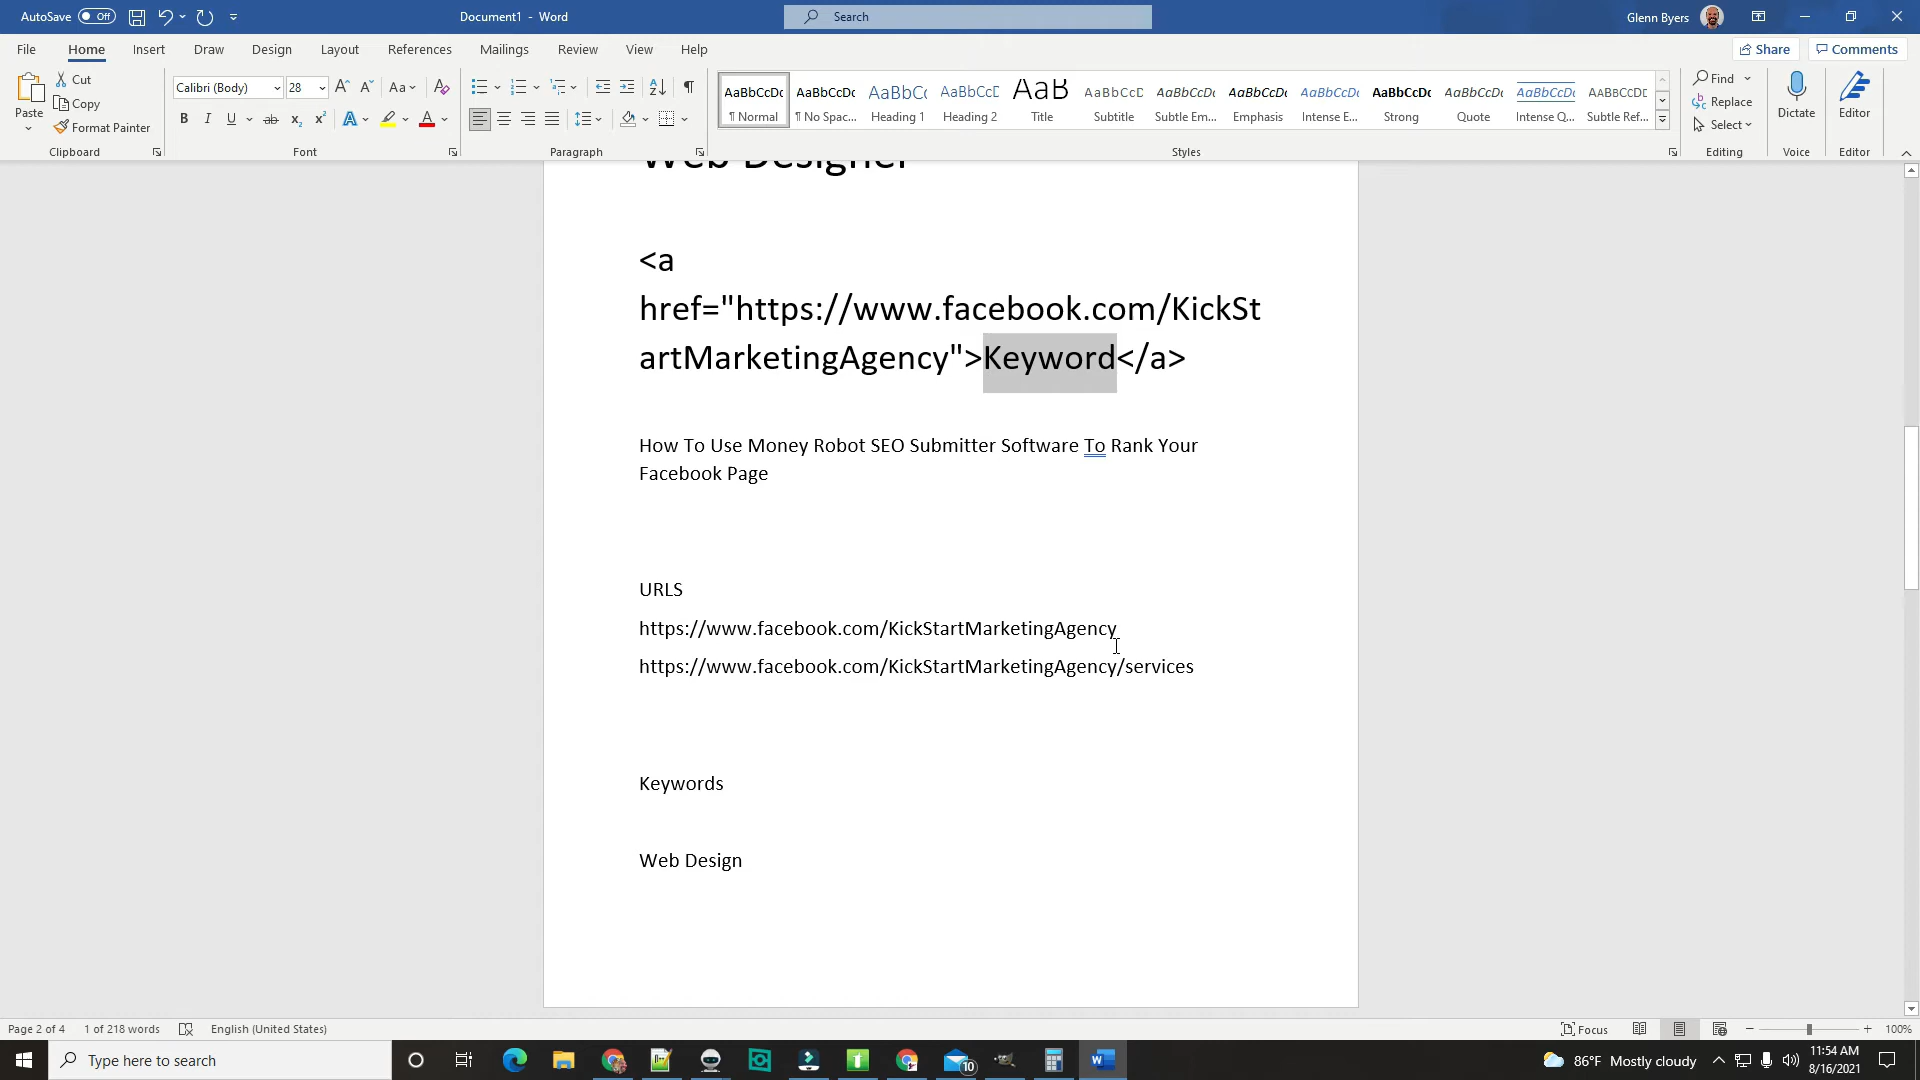 AutoSave Off
Document1 - Word
Search
Glenn Byers
File Home Insert Draw Design Layout References Mailings Review View Help
Share Comments
Paste
Cut
Copy
Format Painter
Clipboard
Calibri (Body) 28
Font
Paragraph
AaBbCcDc AaBbCcDc AaBbCc AaBbCcD AaB AaBbCcD AaBbCcDc AaBbCcDc AaBbCcDc AaBbCcDc AaBbCcDc AaBbCcDc AABBCCDD
¶ Normal ¶ No Spac... Heading 1 Heading 2 Title Subtitle Subtle Em... Emphasis Intense E... Strong Quote Intense Q... Subtle Ref...
Styles
Find
Replace
Select
Editing
Dictate
Voice
Editor
Editor
Web Designer
<a
href="https://www.facebook.com/KickSt
artMarketingAgency">Keyword</a>
How To Use Money Robot SEO Submitter Software To Rank Your
Facebook Page
URLS
https://www.facebook.com/KickStartMarketingAgency
https://www.facebook.com/KickStartMarketingAgency/services
Keywords
Web Design
Page 2 of 4 1 of 218 words English (United States)
Focus
100%
Type here to search
10
86°F Mostly cloudy
11:54 AM
8/16/2021